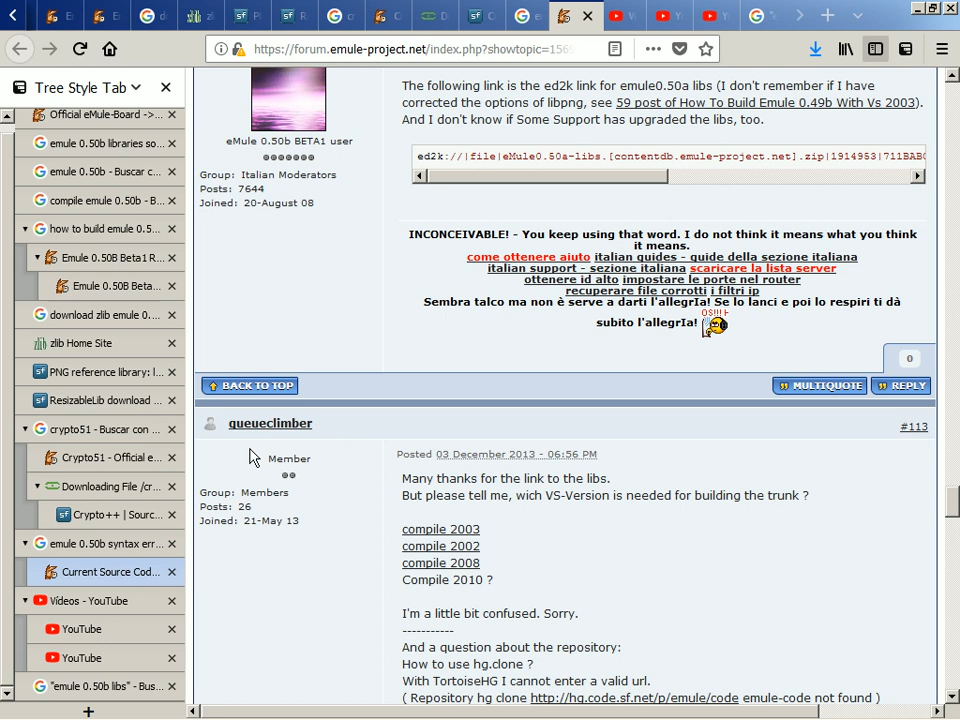 https://forum.emule-project.net/index.php?showtopic=156
Tree Style Tab
Official eMule-Board ->...
emule 0.50b libraries so...
emule 0.50b - Buscar c...
compile emule 0.50b - B...
how to build emule 0.5...
Emule 0.50B Beta1 R...
Emule 0.50B Beta...
download zlib emule 0....
zlib Home Site
PNG reference library: l...
ResizableLib download ...
crypto51 - Buscar con ...
Crypto51 - Official e...
Downloading File /cr...
Crypto++ | Sourc...
emule 0.50b syntax err...
Current Source Cod...
Vídeos - YouTube
YouTube
YouTube
"emule 0.50b libs" - Bus...
eMule 0.50b BETA1 user
Group: Italian Moderators
Posts: 7644
Joined: 20-August 08
The following link is the ed2k link for emule0.50a libs (I don't remember if I have
corrected the options of libpng, see 59 post of How To Build Emule 0.49b With Vs 2003).
And I don't know if Some Support has upgraded the libs, too.
ed2k://|file|eMule0.50a-libs.[contentdb.emule-project.net].zip|1914953|711BABC
INCONCEIVABLE! - You keep using that word. I do not think it means what you think
it means.
come ottenere aiuto italian guides - guide della sezione italiana
italian support - sezione italiana scaricare la lista server
ottenere id alto impostare le porte nel router
recuperare file corrotti i filtri ip
Sembra talco ma non è serve a darti l'allegrIa! Se lo lanci e poi lo respiri ti dà
subito l'allegrIa!
0
BACK TO TOP
MULTIQUOTE
REPLY
queueclimber
#113
Member
Group: Members
Posts: 26
Joined: 21-May 13
Posted 03 December 2013 - 06:56 PM
Many thanks for the link to the libs.
But please tell me, wich VS-Version is needed for building the trunk ?
compile 2003
compile 2002
compile 2008
Compile 2010 ?
I'm a little bit confused. Sorry.
-----------
And a question about the repository:
How to use hg.clone ?
With TortoiseHG I cannot enter a valid url.
( Repository hg clone http://hg.code.sf.net/p/emule/code emule-code not found )